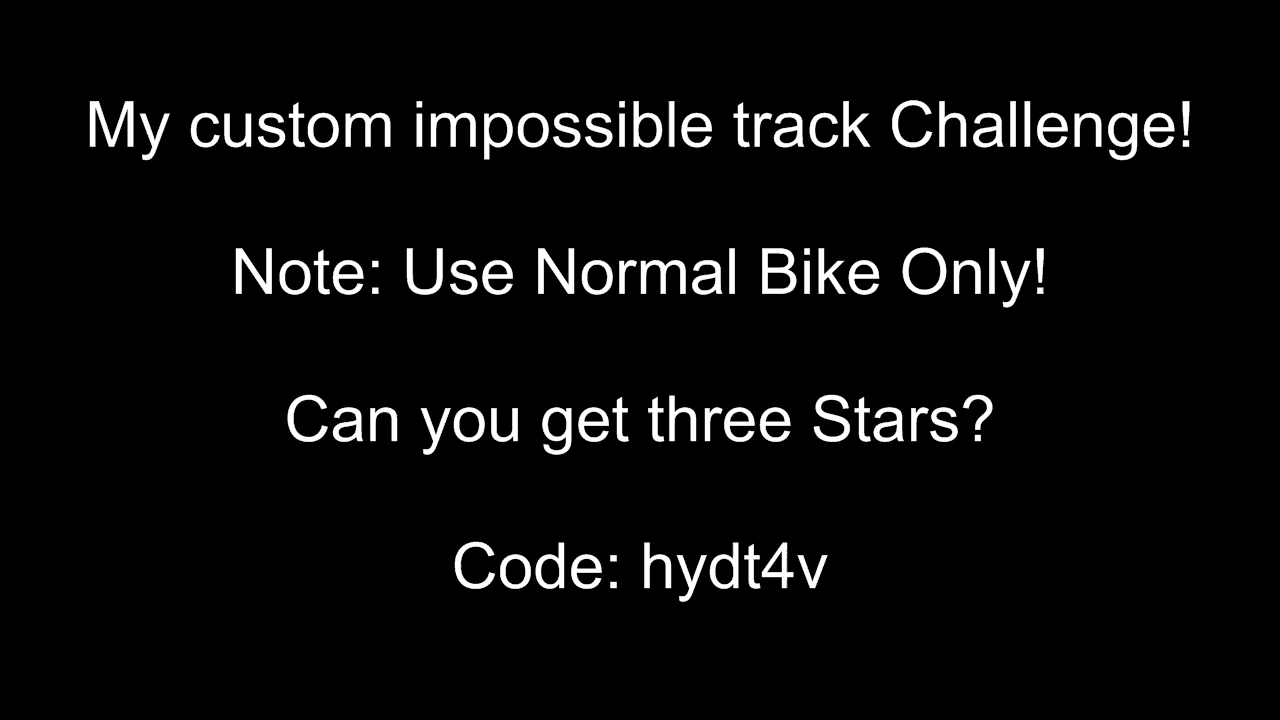 My custom impossible track Challenge!
Note: Use Normal Bike Only!
Can you get three Stars?
Code: hydt4v